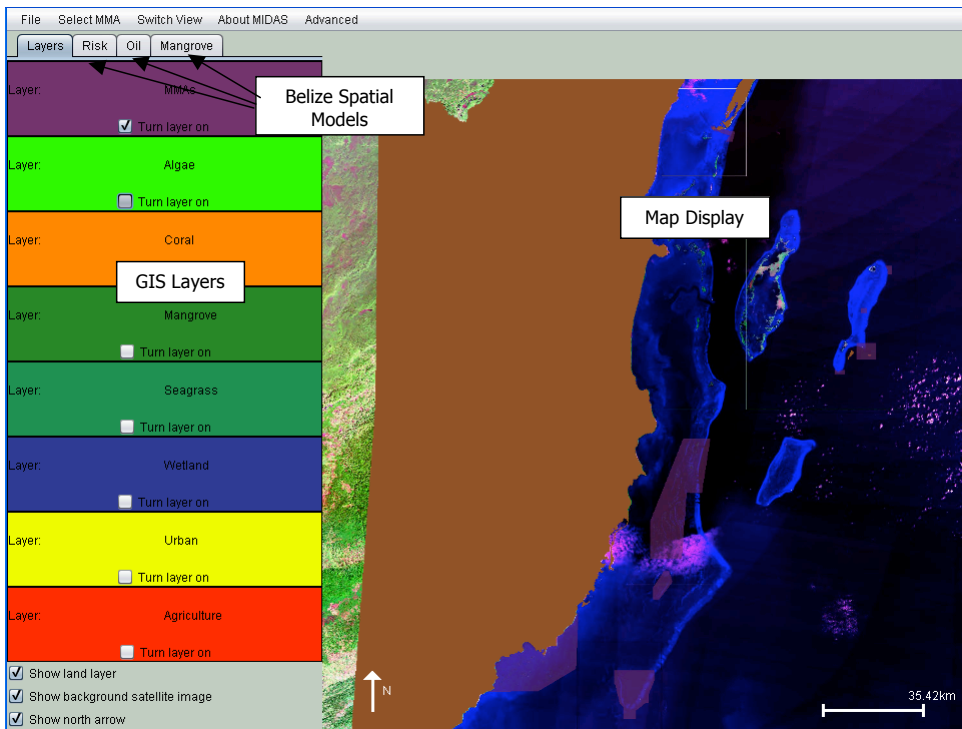 File Select MMA Switch View About MIDAS Advanced
Layers Risk Oil Mangrove
Layer: MMAs
Turn layer on
Belize Spatial
Models
Layer: Algae
Turn layer on
Layer: Coral
GIS Layers
Layer: Mangrove
Turn layer on
Layer: Seagrass
Turn layer on
Layer: Wetland
Turn layer on
Layer: Urban
Turn layer on
Layer: Agriculture
Turn layer on
Show land layer
Show background satellite image
Show north arrow
Map Display
N
35.42km